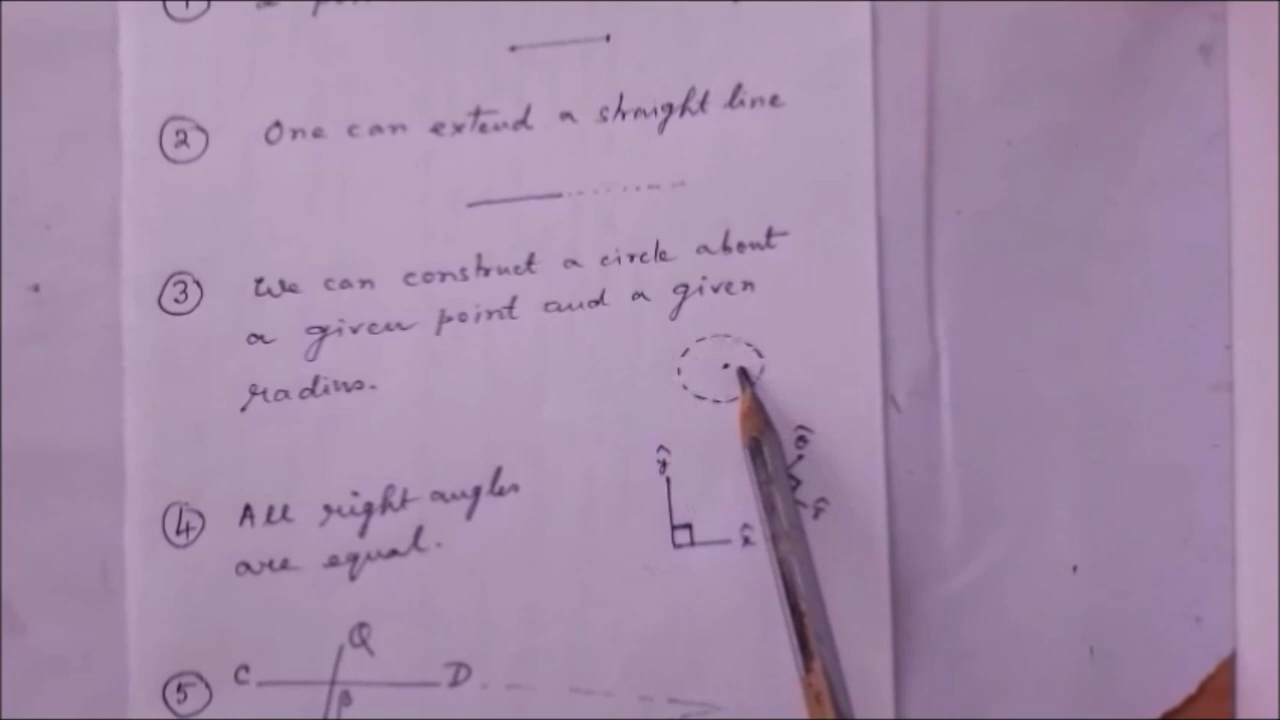 ② One can extend a straight line
③ We can construct a circle about
a given point and a given
radius.
④ All right angles
are equal.
ŷ
x̂
⑤ C Q D
β